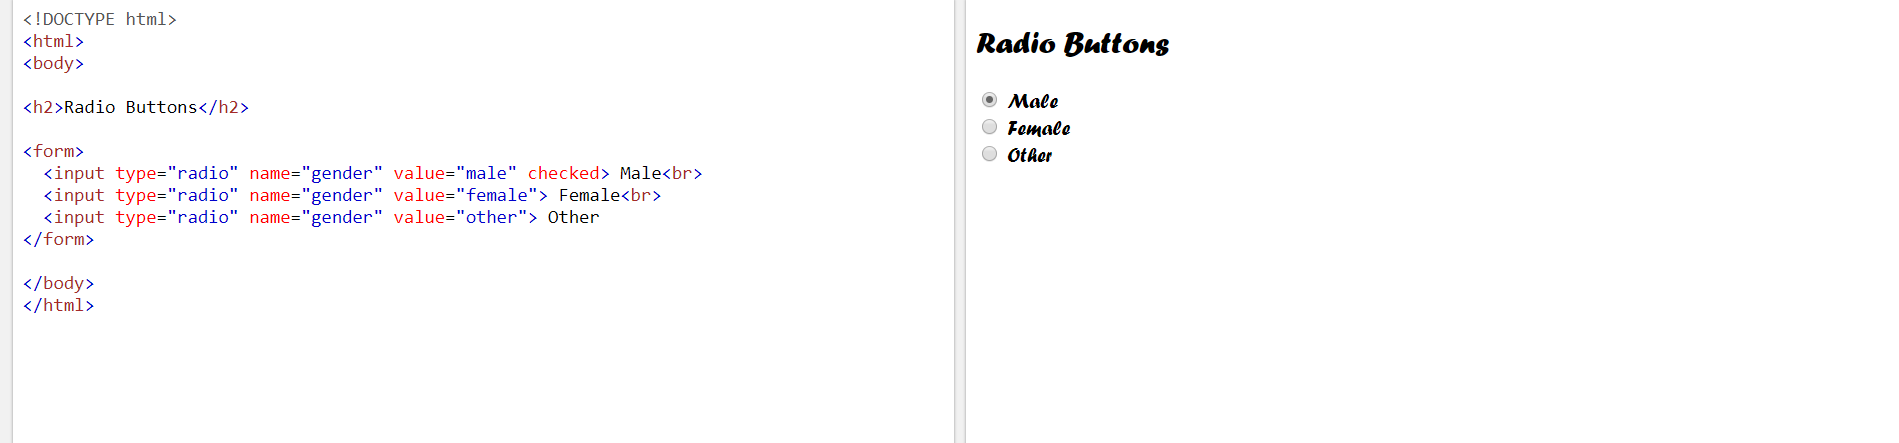 <!DOCTYPE html>
<html>
<body>
<h2>Radio Buttons</h2>
<form>
<input type="radio" name="gender" value="male" checked> Male<br>
<input type="radio" name="gender" value="female"> Female<br>
<input type="radio" name="gender" value="other"> Other
</form>
</body>
</html>
Radio Buttons
Male
Female
Other